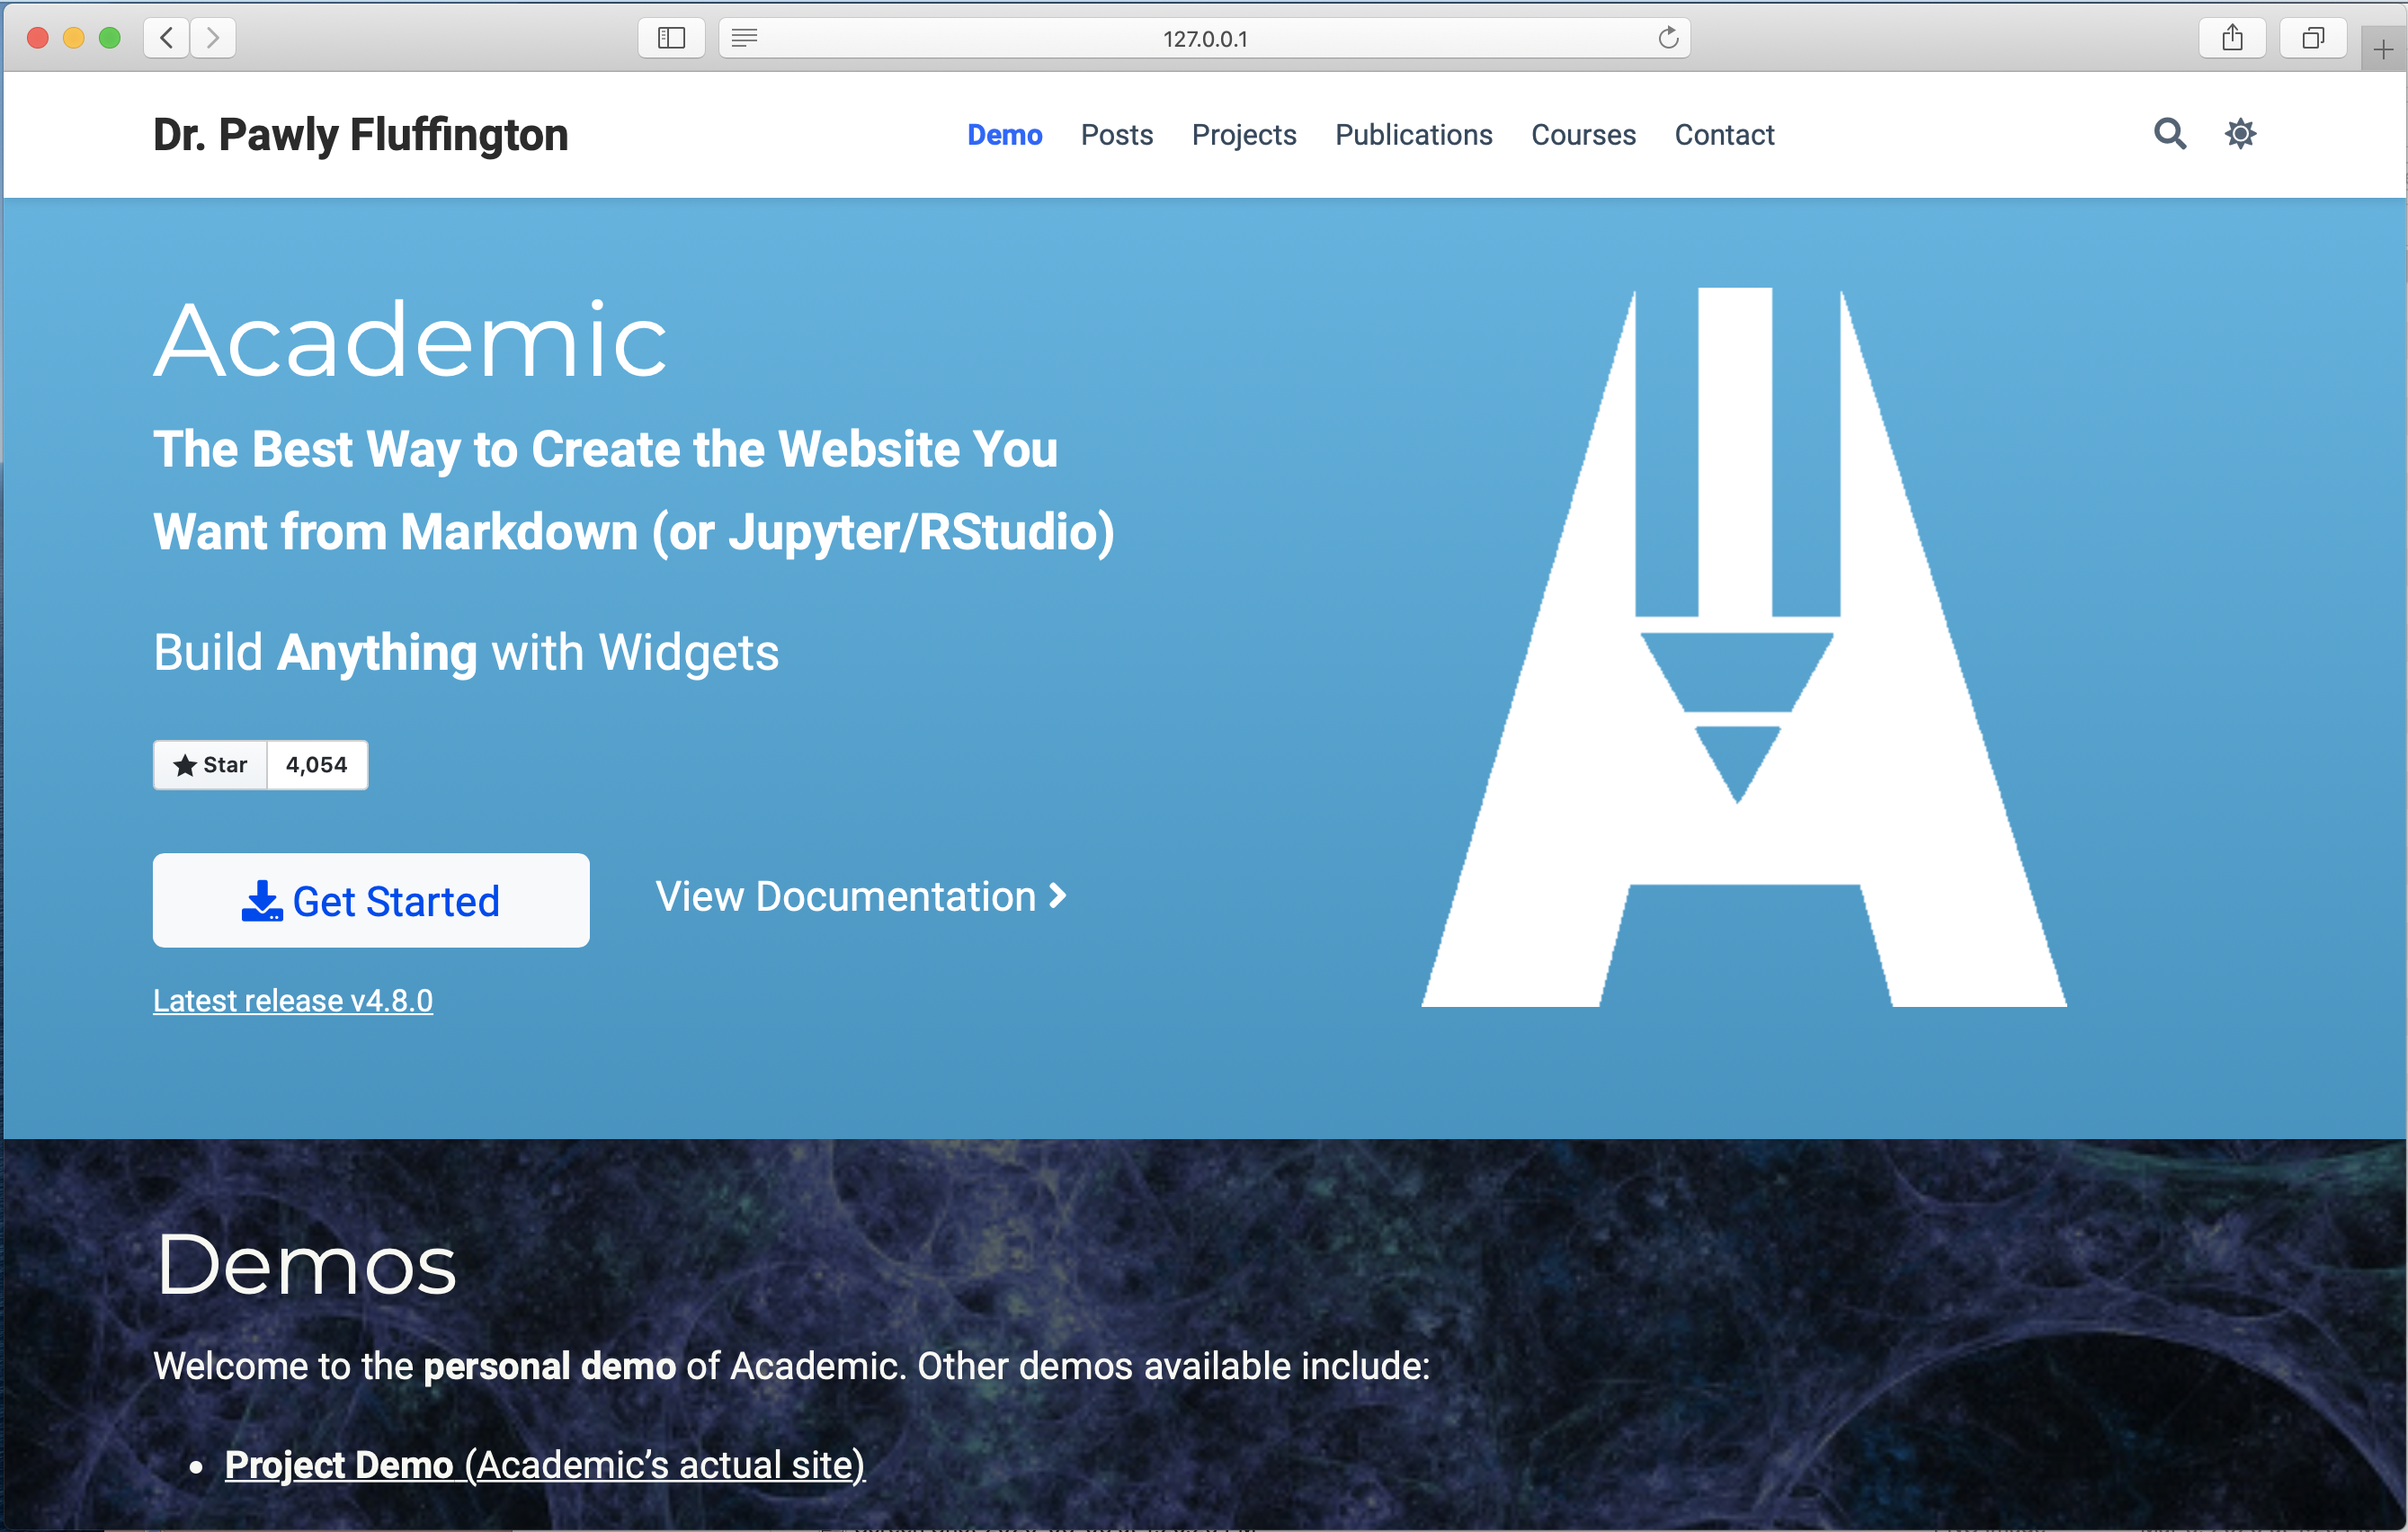 127.0.0.1
Dr. Pawly Fluffington
Demo Posts Projects Publications Courses Contact
Academic
The Best Way to Create the Website You
Want from Markdown (or Jupyter/RStudio)
Build Anything with Widgets
Star 4,054
Get Started
View Documentation
Latest release v4.8.0
Demos
Welcome to the personal demo of Academic. Other demos available include:
Project Demo (Academic’s actual site)